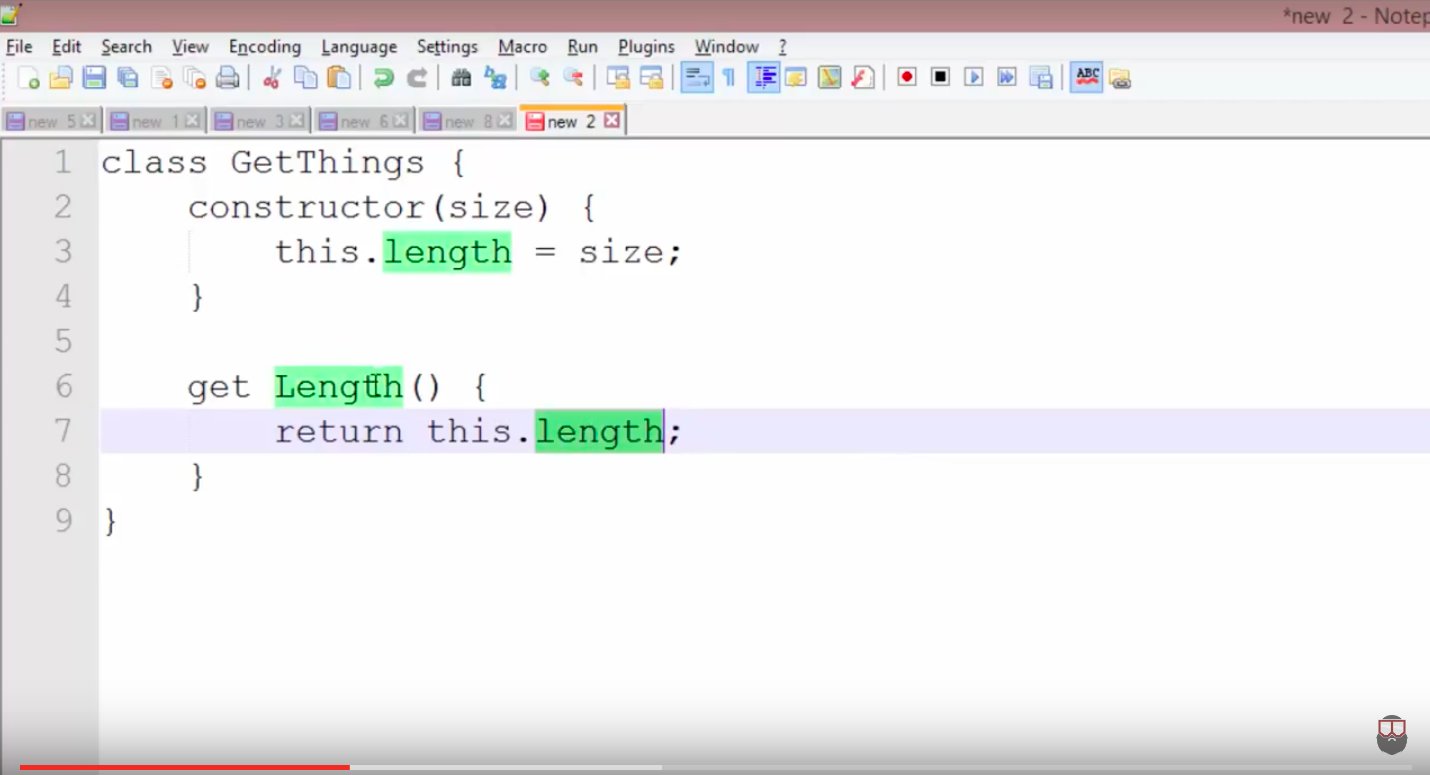 *new 2 - Notep
File Edit Search View Encoding Language Settings Macro Run Plugins Window ?
ABC
new 5 new 1 new 3 new 6 new 8 new 2
1 class GetThings {
2 constructor(size) {
3 this.length = size;
4 }
5
6 get Length() {
7 return this.length;
8 }
9 }